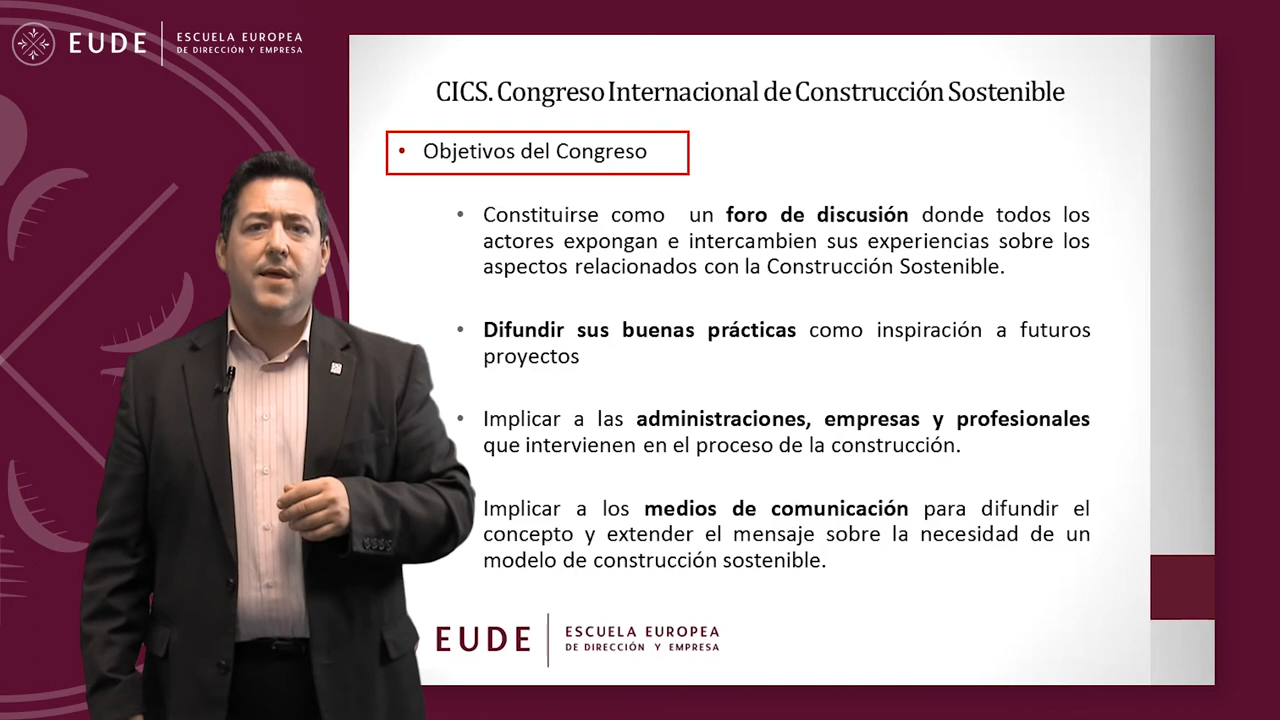 EUDE
ESCUELA EUROPEA
DE DIRECCIÓN Y EMPRESA
CICS. Congreso Internacional de Construcción Sostenible
• Objetivos del Congreso
• Constituirse como un foro de discusión donde todos los
actores expongan e intercambien sus experiencias sobre los
aspectos relacionados con la Construcción Sostenible.
• Difundir sus buenas prácticas como inspiración a futuros
proyectos
• Implicar a las administraciones, empresas y profesionales
que intervienen en el proceso de la construcción.
Implicar a los medios de comunicación para difundir el
concepto y extender el mensaje sobre la necesidad de un
modelo de construcción sostenible.
EUDE
ESCUELA EUROPEA
DE DIRECCIÓN Y EMPRESA